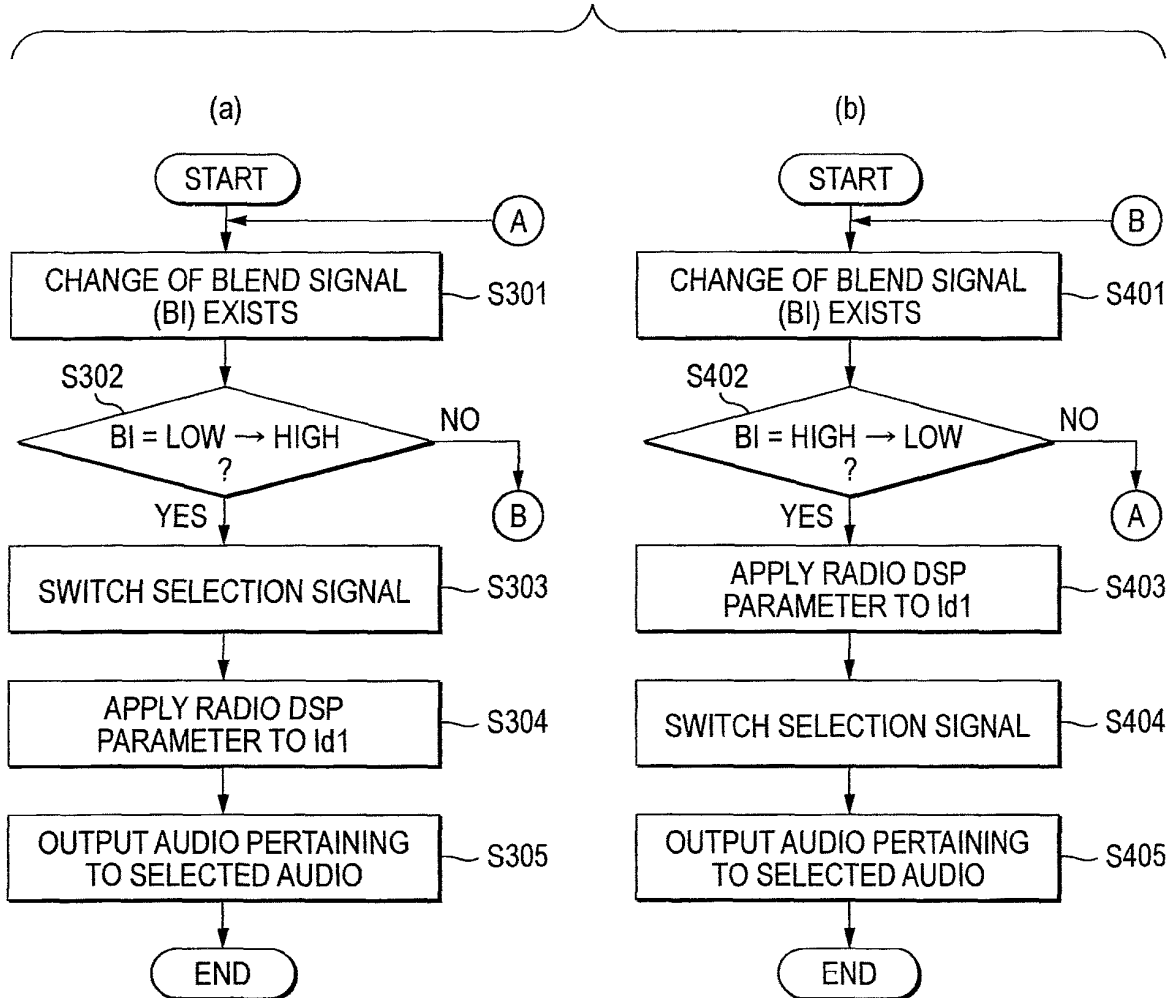 (a)
START
A
CHANGE OF BLEND SIGNAL
(BI) EXISTS
S301
S302
BI = LOW → HIGH
?
NO
B
YES
SWITCH SELECTION SIGNAL
S303
APPLY RADIO DSP
PARAMETER TO Id1
S304
OUTPUT AUDIO PERTAINING
TO SELECTED AUDIO
S305
END
(b)
START
B
CHANGE OF BLEND SIGNAL
(BI) EXISTS
S401
S402
BI = HIGH → LOW
?
NO
A
YES
APPLY RADIO DSP
PARAMETER TO Id1
S403
SWITCH SELECTION SIGNAL
S404
OUTPUT AUDIO PERTAINING
TO SELECTED AUDIO
S405
END